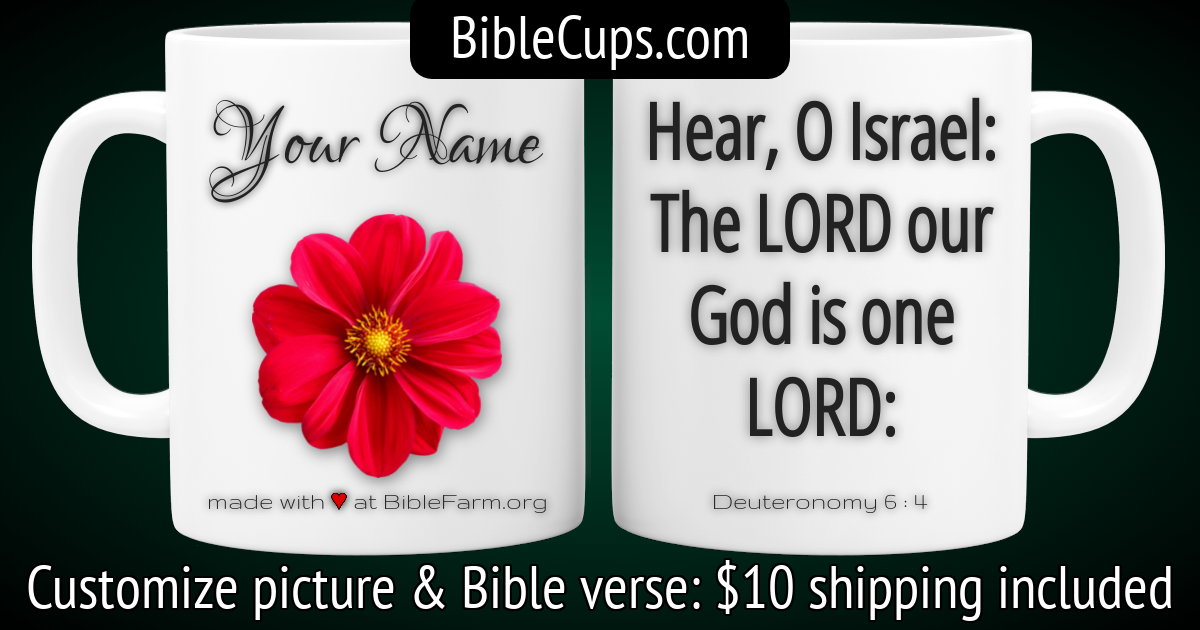 BibleCups.com
Your Name
made with ♥ at BibleFarm.org
Hear, O Israel:
The LORD our
God is one
LORD:
Deuteronomy 6 : 4
Customize picture & Bible verse: $10 shipping included